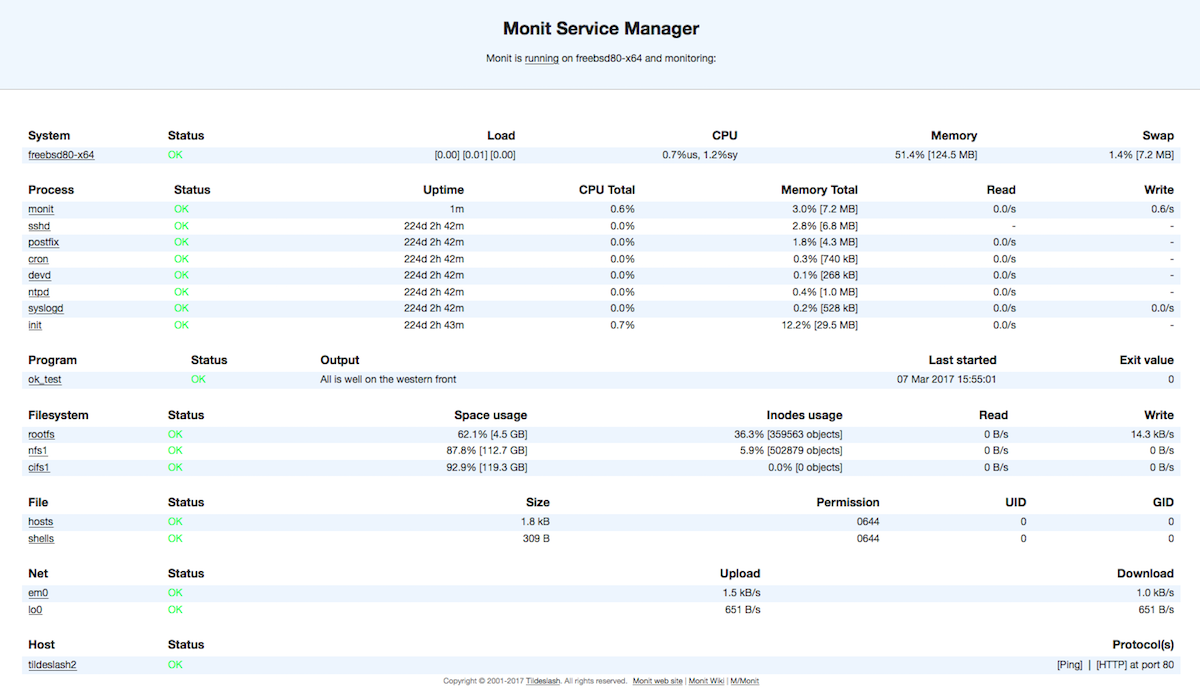 Monit Service Manager
Monit is running on freebsd80-x64 and monitoring:
System Status Load CPU Memory Swap
freebsd80-x64 OK [0.00] [0.01] [0.00] 0.7%us, 1.2%sy 51.4% [124.5 MB] 1.4% [7.2 MB]
Process Status Uptime CPU Total Memory Total Read Write
monit OK 1m 0.6% 3.0% [7.2 MB] 0.0/s 0.6/s
sshd OK 224d 2h 42m 0.0% 2.8% [6.8 MB] - -
postfix OK 224d 2h 42m 0.0% 1.8% [4.3 MB] 0.0/s -
cron OK 224d 2h 42m 0.0% 0.3% [740 kB] 0.0/s -
devd OK 224d 2h 42m 0.0% 0.1% [268 kB] 0.0/s -
ntpd OK 224d 2h 42m 0.0% 0.4% [1.0 MB] 0.0/s -
syslogd OK 224d 2h 42m 0.0% 0.2% [528 kB] 0.0/s 0.0/s
init OK 224d 2h 43m 0.7% 12.2% [29.5 MB] 0.0/s -
Program Status Output Last started Exit value
ok_test OK All is well on the western front 07 Mar 2017 15:55:01 0
Filesystem Status Space usage Inodes usage Read Write
rootfs OK 62.1% [4.5 GB] 36.3% [359563 objects] 0 B/s 14.3 kB/s
nfs1 OK 87.8% [112.7 GB] 5.9% [502879 objects] 0 B/s 0 B/s
cifs1 OK 92.9% [119.3 GB] 0.0% [0 objects] 0 B/s 0 B/s
File Status Size Permission UID GID
hosts OK 1.8 kB 0644 0 0
shells OK 309 B 0644 0 0
Net Status Upload Download
em0 OK 1.5 kB/s 1.0 kB/s
lo0 OK 651 B/s 651 B/s
Host Status Protocol(s)
tildeslash2 OK [Ping] | [HTTP] at port 80
Copyright © 2001-2017 Tildeslash. All rights reserved. Monit web site | Monit Wiki | M/Monit